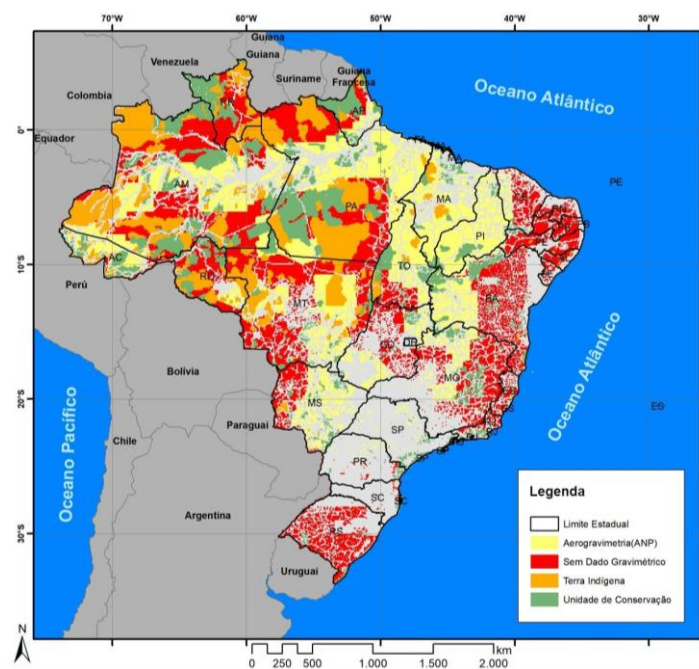 70°W
60°W
50°W
40°W
30°W
Guiana
Guiana
Venezuela
Suriname
Guiana
Francesa
Colombia
Oceano Atlântico
AP
0°
Equador
PE
AM
PA
MA
PI
TO
10°S
AC
Perú
MT
BA
DF
Oceano Atlântico
Bolívia
MG
20°S
MS
ES
Oceano Pacífico
Paraguai
SP
Chile
PR
SC
Argentina
30°S
RS
Uruguai
Legenda
Limite Estadual
Aerogravimetria(ANP)
Sem Dado Gravimétrico
Terra Indígena
Unidade de Conservação
N
km
0 250 500 1.000 1.500 2.000